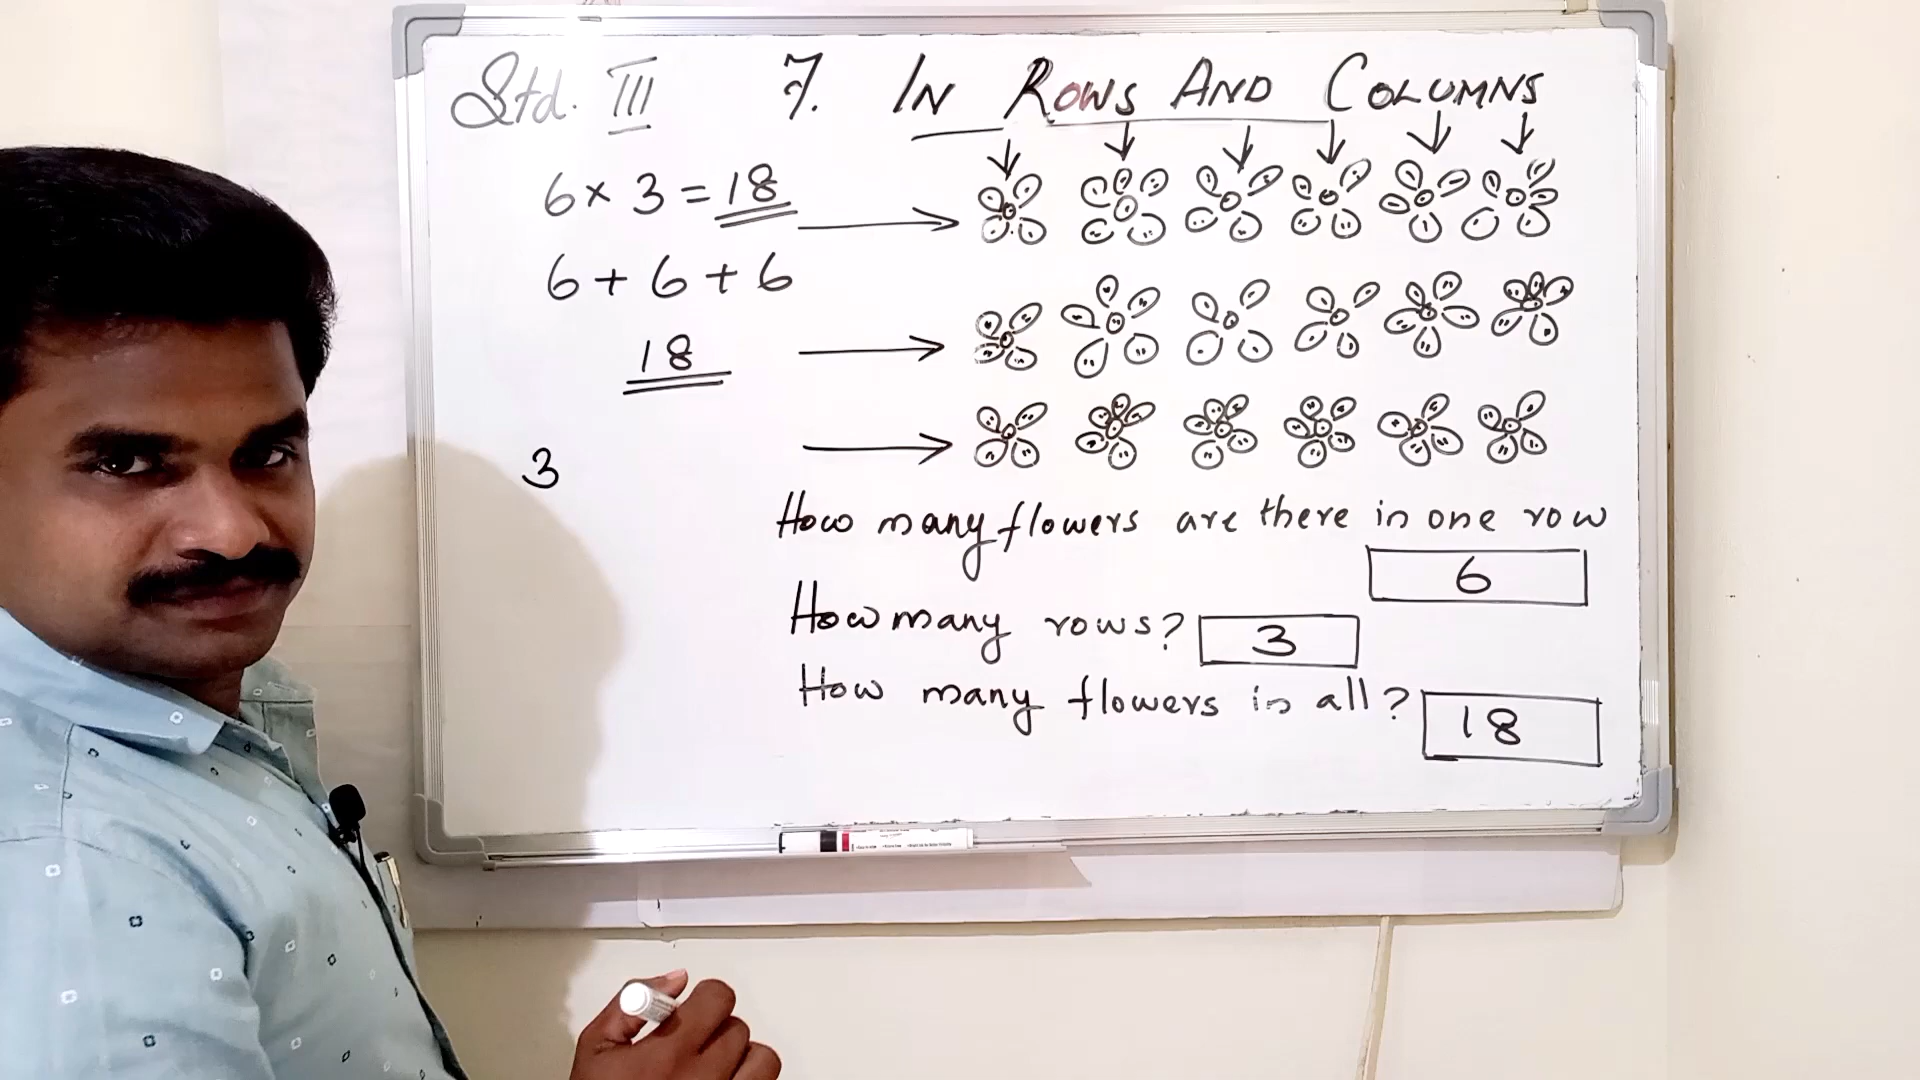 Std. III 7. IN ROWS AND COLUMNS
6 × 3 = 18
6 + 6 + 6
18
3
How many flowers are there in one row
6
How many rows? 3
How many flowers in all? 18